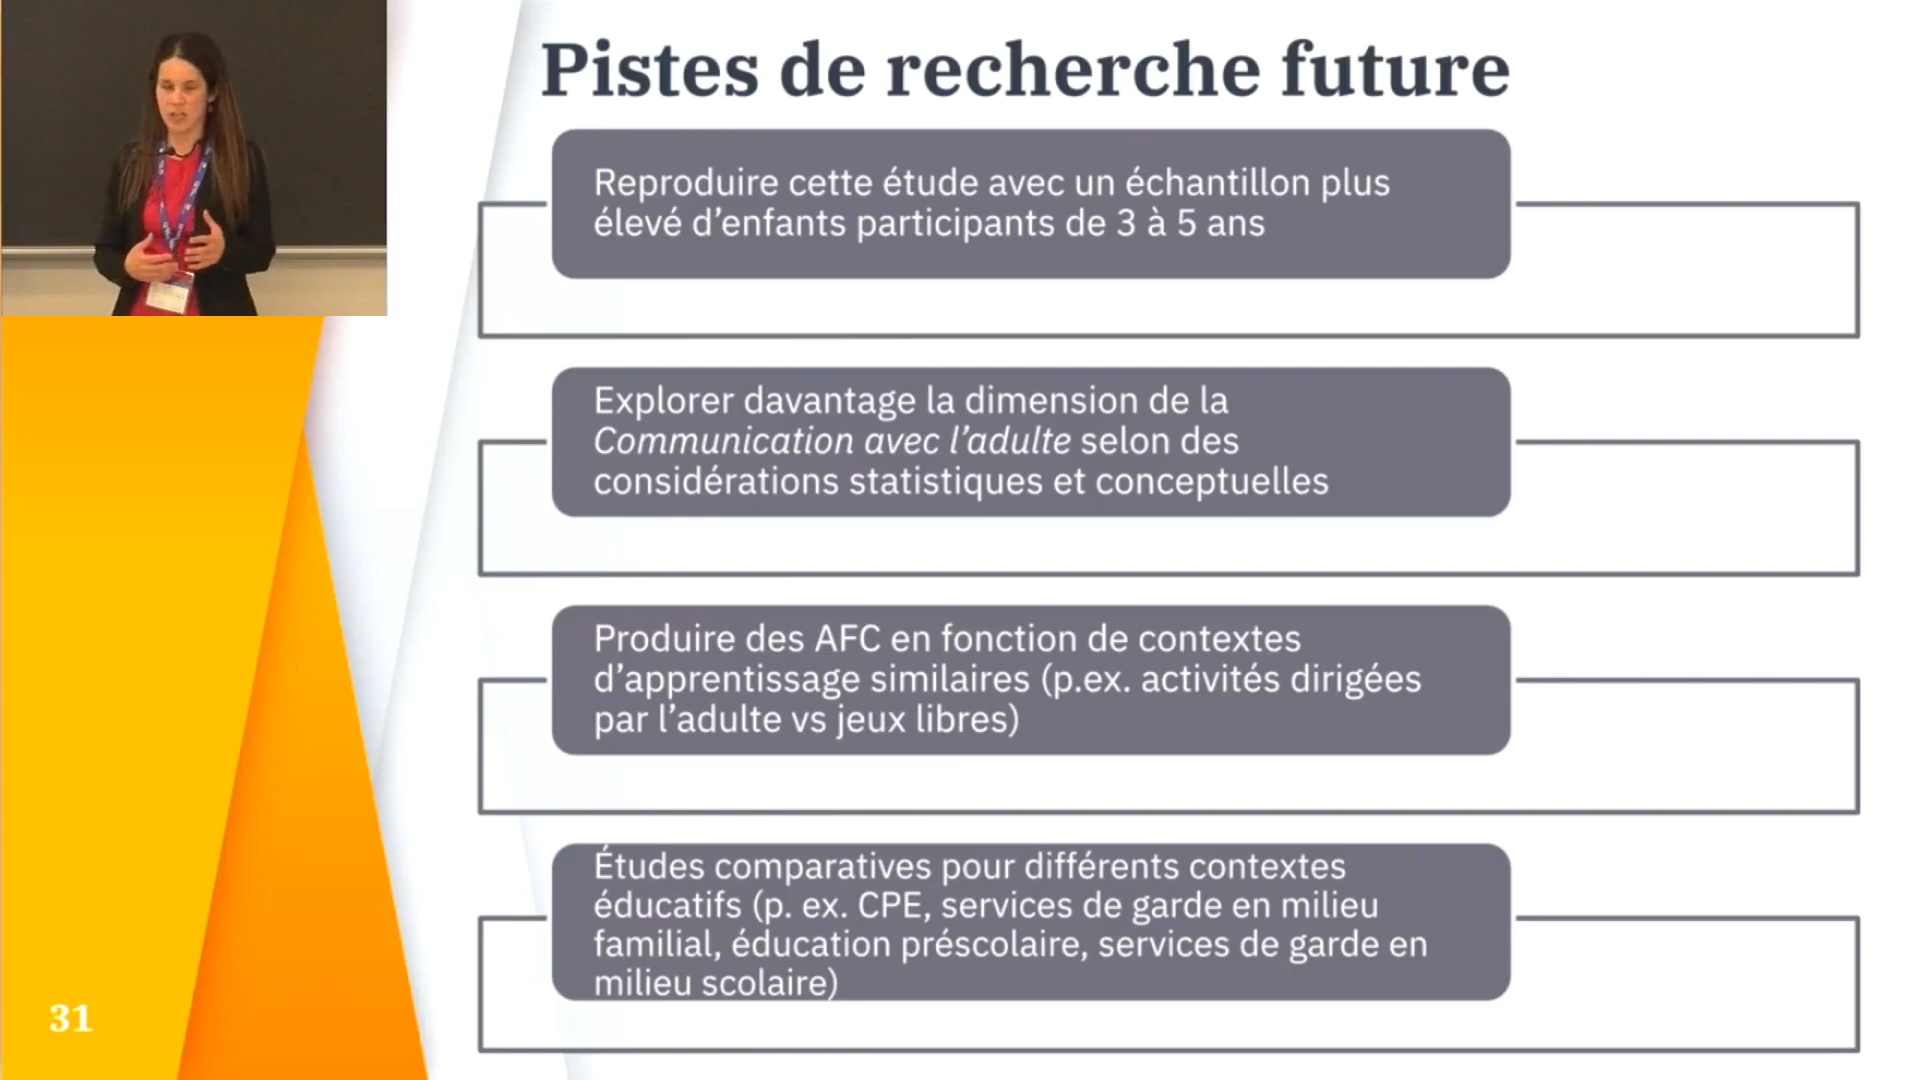 Pistes de recherche future
Reproduire cette étude avec un échantillon plus
élevé d’enfants participants de 3 à 5 ans
Explorer davantage la dimension de la
Communication avec l’adulte selon des
considérations statistiques et conceptuelles
Produire des AFC en fonction de contextes
d’apprentissage similaires (p.ex. activités dirigées
par l’adulte vs jeux libres)
Études comparatives pour différents contextes
éducatifs (p. ex. CPE, services de garde en milieu
familial, éducation préscolaire, services de garde en
milieu scolaire)
31